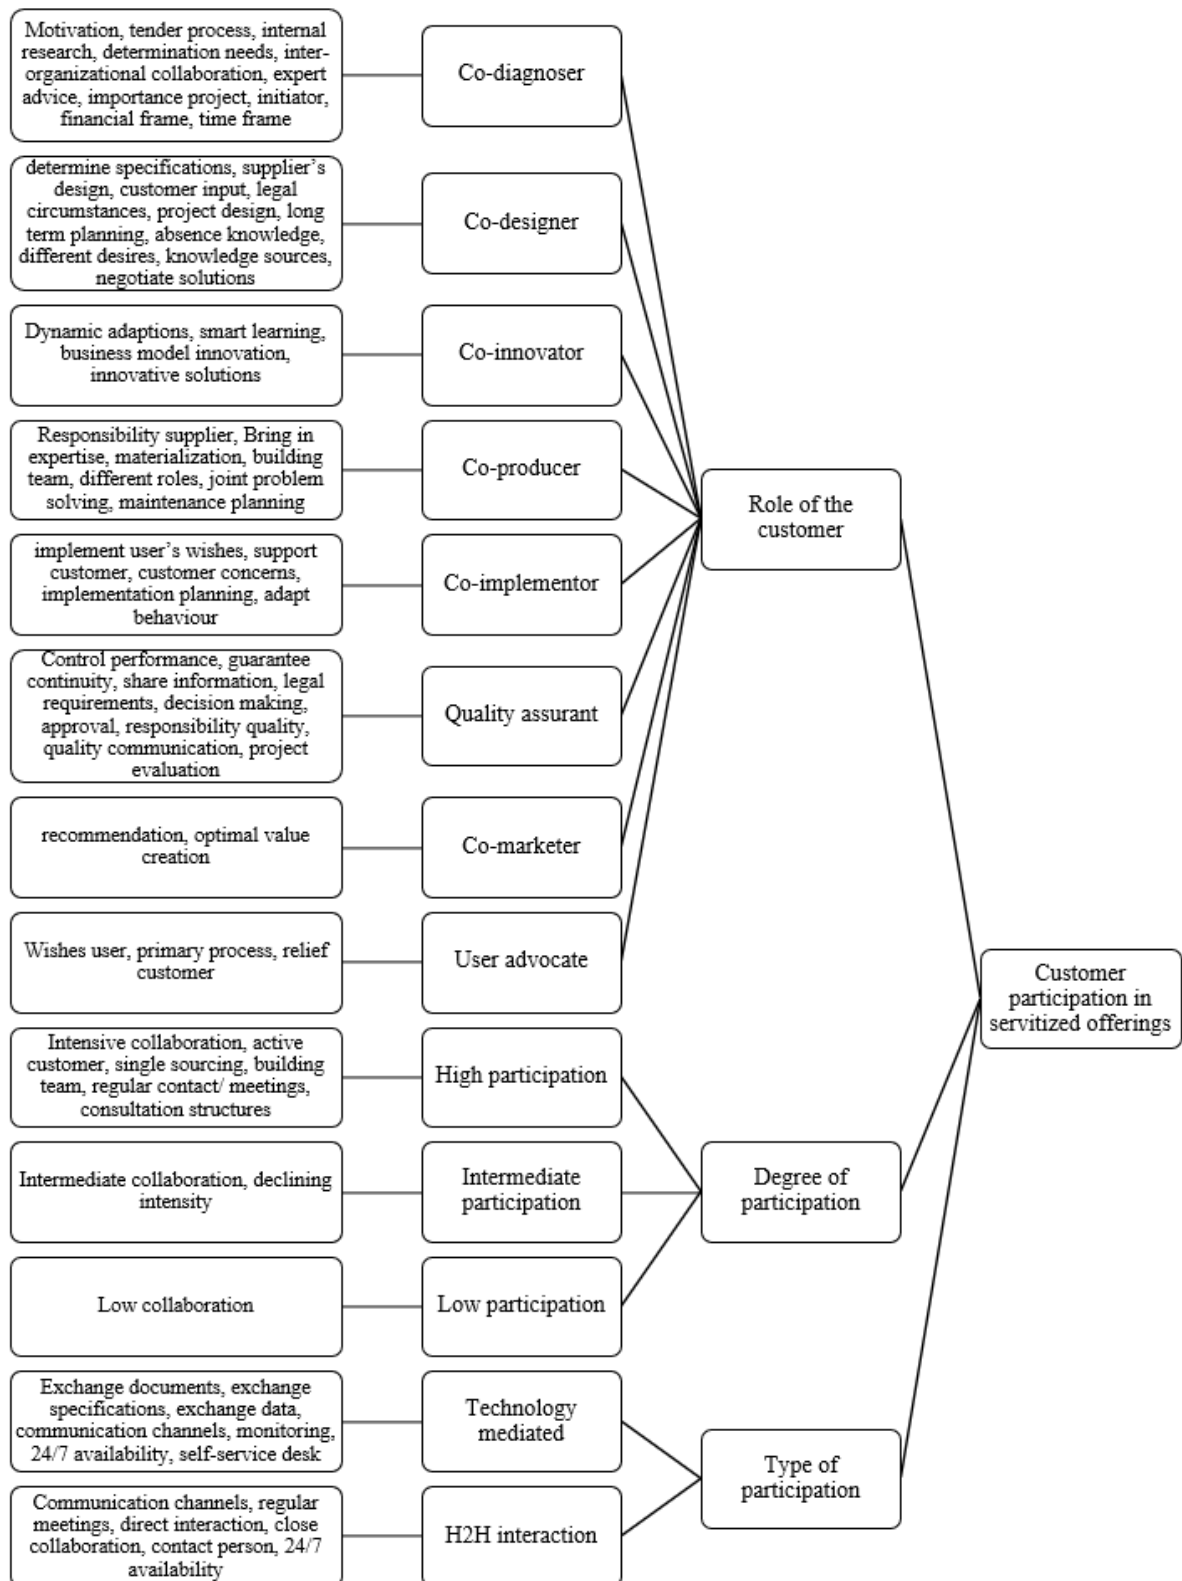 Motivation, tender process, internal
research, determination needs, inter-
organizational collaboration, expert
advice, importance project, initiator,
financial frame, time frame
Co-diagnoser
determine specifications, supplier’s
design, customer input, legal
circumstances, project design, long
term planning, absence knowledge,
different desires, knowledge sources,
negotiate solutions
Co-designer
Dynamic adaptions, smart learning,
business model innovation,
innovative solutions
Co-innovator
Responsibility supplier, Bring in
expertise, materialization, building
team, different roles, joint problem
solving, maintenance planning
Co-producer
Role of the
customer
implement user’s wishes, support
customer, customer concerns,
implementation planning, adapt
behaviour
Co-implementor
Control performance, guarantee
continuity, share information, legal
requirements, decision making,
approval, responsibility quality,
quality communication, project
evaluation
Quality assurant
recommendation, optimal value
creation
Co-marketer
Wishes user, primary process, relief
customer
User advocate
Customer
participation in
servitized offerings
Intensive collaboration, active
customer, single sourcing, building
team, regular contact/ meetings,
consultation structures
High participation
Intermediate collaboration, declining
intensity
Intermediate
participation
Degree of
participation
Low collaboration
Low participation
Exchange documents, exchange
specifications, exchange data,
communication channels, monitoring,
24/7 availability, self-service desk
Technology
mediated
Type of
participation
Communication channels, regular
meetings, direct interaction, close
collaboration, contact person, 24/7
availability
H2H interaction